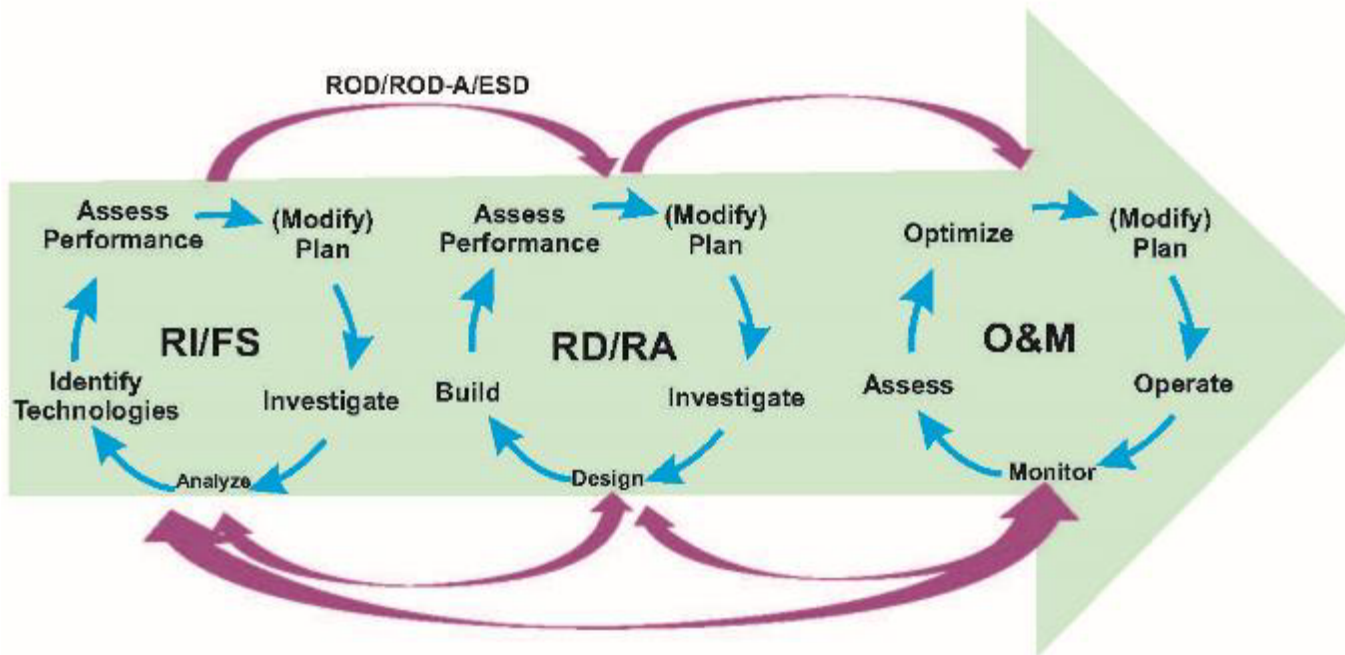 ROD/ROD-A/ESD
Assess
Performance
(Modify)
Plan
Investigate
Analyze
Identify
Technologies
RI/FS
Assess
Performance
(Modify)
Plan
Investigate
Design
Build
RD/RA
Optimize
(Modify)
Plan
Operate
Monitor
Assess
O&M